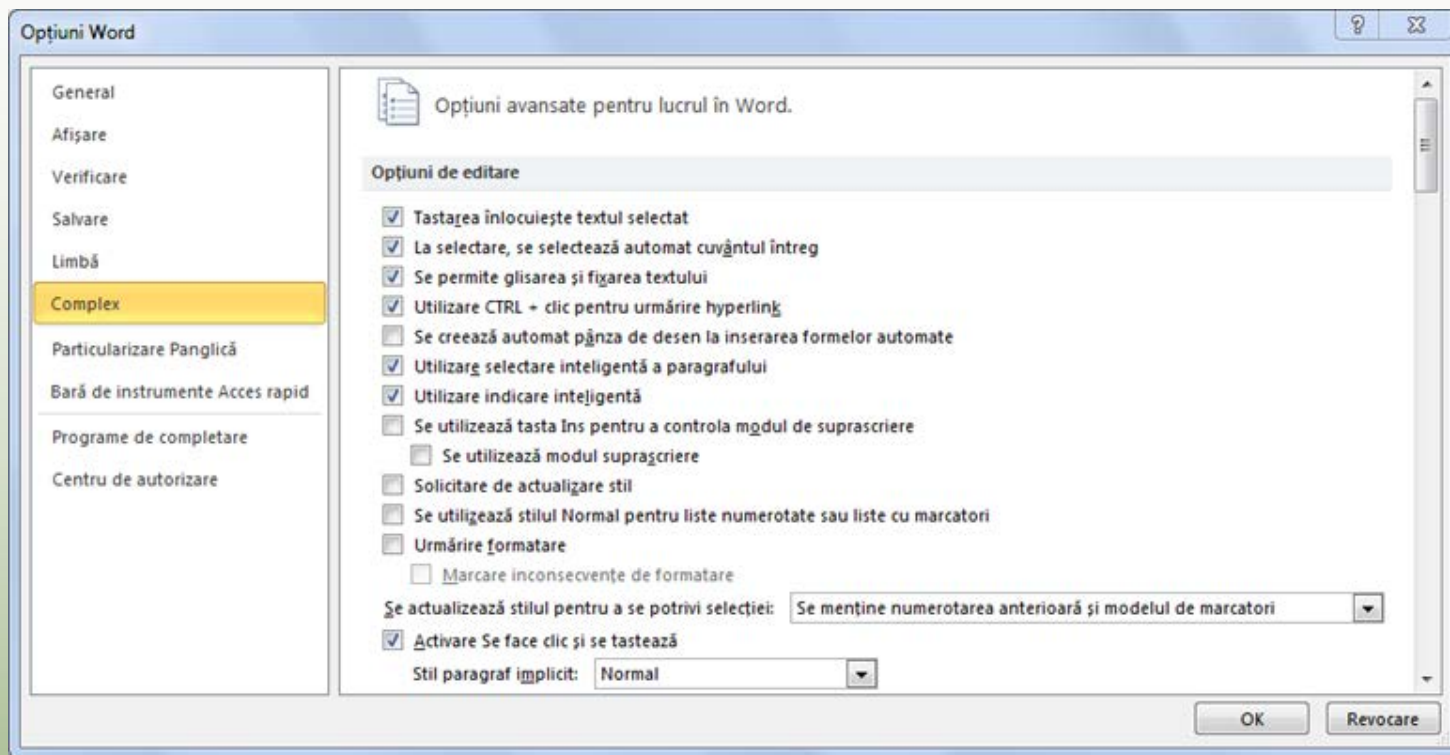 Opțiuni Word
General
Afișare
Verificare
Salvare
Limbă
Complex
Particularizare Panglică
Bară de instrumente Acces rapid
Programe de completare
Centru de autorizare
Opțiuni avansate pentru lucrul în Word.
Opțiuni de editare
Tastarea înlocuiește textul selectat
La selectare, se selectează automat cuvântul întreg
Se permite glisarea și fixarea textului
Utilizare CTRL + clic pentru urmărire hyperlink
Se creează automat pânza de desen la inserarea formelor automate
Utilizare selectare inteligentă a paragrafului
Utilizare indicare inteligentă
Se utilizează tasta Ins pentru a controla modul de suprascriere
Se utilizează modul suprascriere
Solicitare de actualizare stil
Se utilizează stilul Normal pentru liste numerotate sau liste cu marcatori
Urmărire formatare
Marcare inconsecvențe de formatare
Se actualizează stilul pentru a se potrivi selecției: Se menține numerotarea anterioară și modelul de marcatori
Activare Se face clic și se tastează
Stil paragraf implicit: Normal
OK Revocare